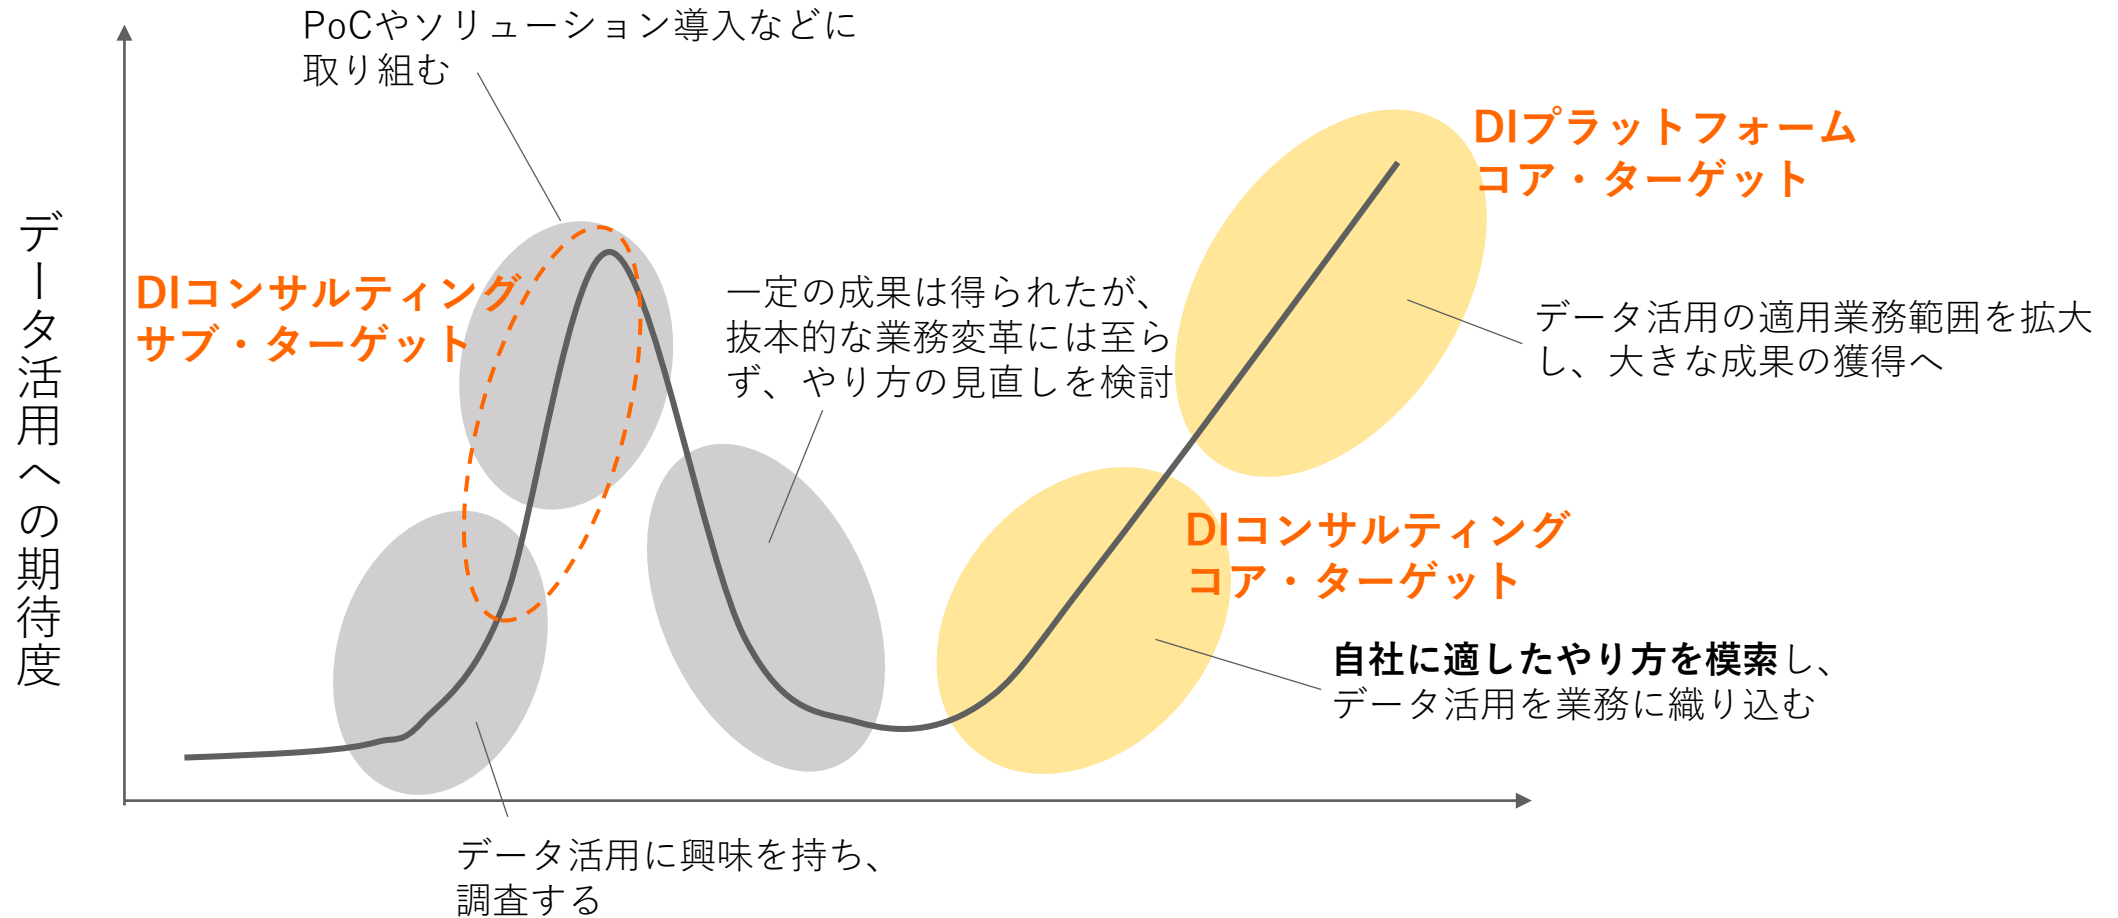 PoCやソリューション導入などに
取り組む
DIプラットフォーム
コア・ターゲット
データ活用への期待度
DIコンサルティング
サブ・ターゲット
一定の成果は得られたが、
抜本的な業務変革には至ら
ず、やり方の見直しを検討
データ活用の適用業務範囲を拡大
し、大きな成果の獲得へ
DIコンサルティング
コア・ターゲット
自社に適したやり方を模索し、
データ活用を業務に織り込む
データ活用に興味を持ち、
調査する